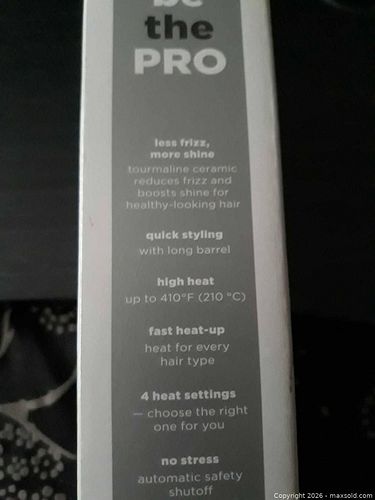 be
the
PRO
less frizz,
more shine
tourmaline ceramic
reduces frizz and
boosts shine for
healthy-looking hair
quick styling
with long barrel
high heat
up to 410°F (210 °C)
fast heat-up
heat for every
hair type
4 heat settings
— choose the right
one for you
no stress
automatic safety
shutoff
Copyright 2026 - maxsold.com